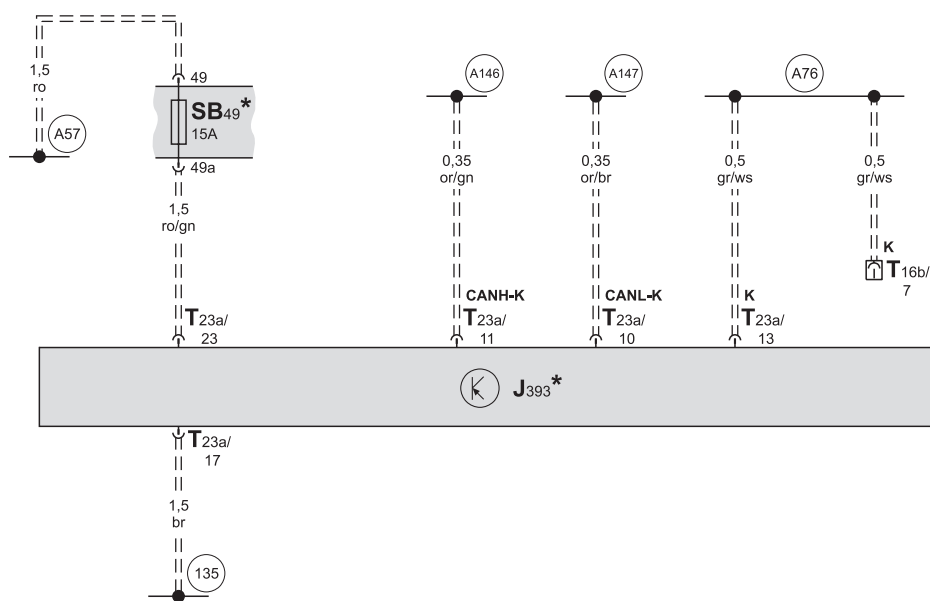 49
1,5
ro
A57
SB49*
15A
49a
1,5
ro/gn
T23a/
23
A146
0,35
or/gn
CANH-K
T23a/
11
A147
0,35
or/br
CANL-K
T23a/
10
A76
0,5
gr/ws
K
T23a/
13
0,5
gr/ws
K
T16b/
7
J393*
T23a/
17
1,5
br
135